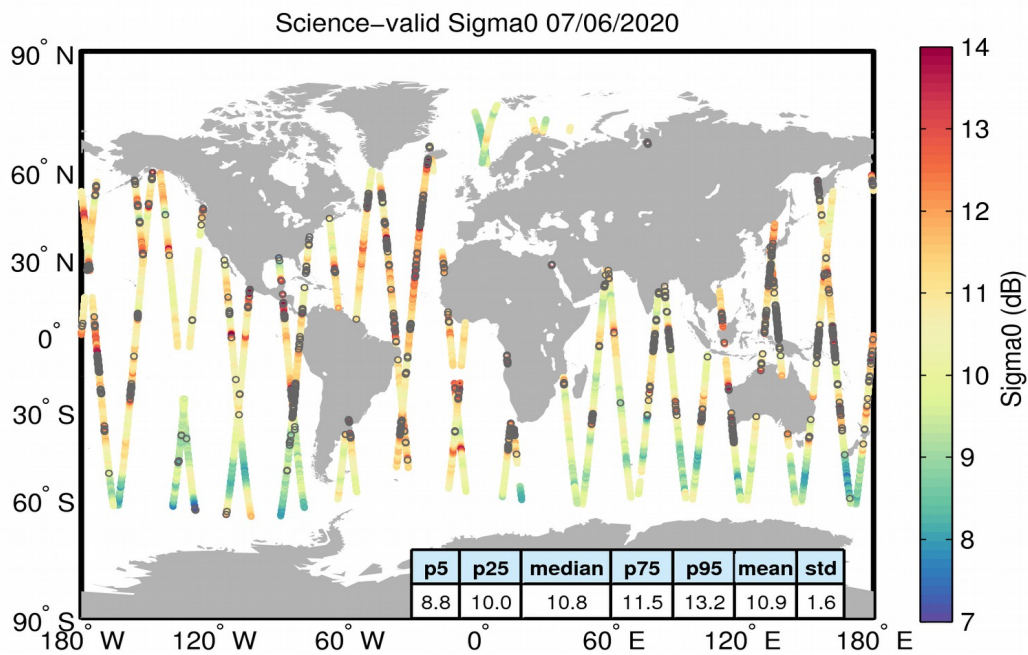 Science−valid Sigma0 07/06/2020
90° N
60° N
30° N
0°
30° S
60° S
90° S
180° W
120° W
60° W
0°
60° E
120° E
180° E
p5 p25 median p75 p95 mean std
8.8 10.0 10.8 11.5 13.2 10.9 1.6
14
13
12
11
10
9
8
7
Sigma0 (dB)